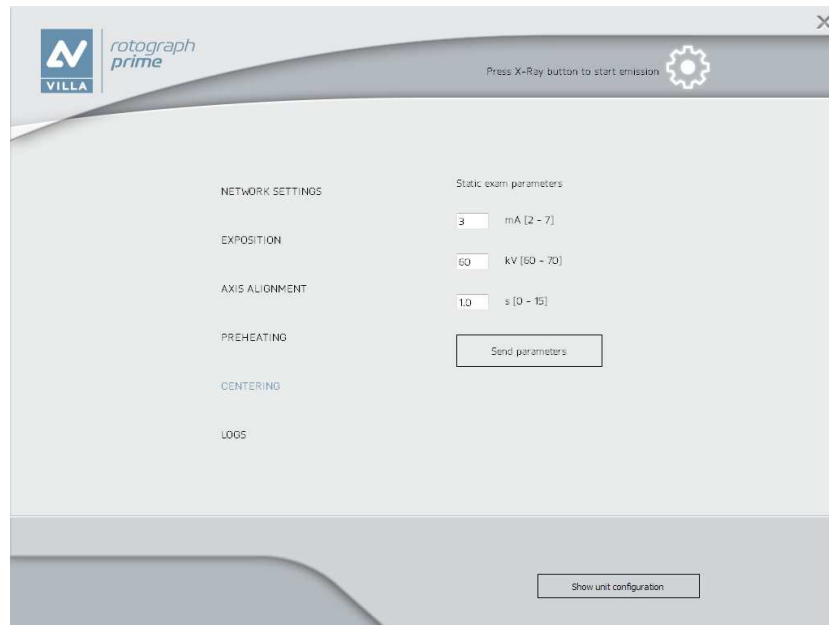 rotograph
prime
VILLA
Press X-Ray button to start emission
X
NETWORK SETTINGS
EXPOSITION
AXIS ALIGNMENT
PREHEATING
CENTERING
LOGS
Static exam parameters
3 mA [2 - 7]
60 kV [60 - 70]
1.0 s [0 - 15]
Send parameters
Show unit configuration